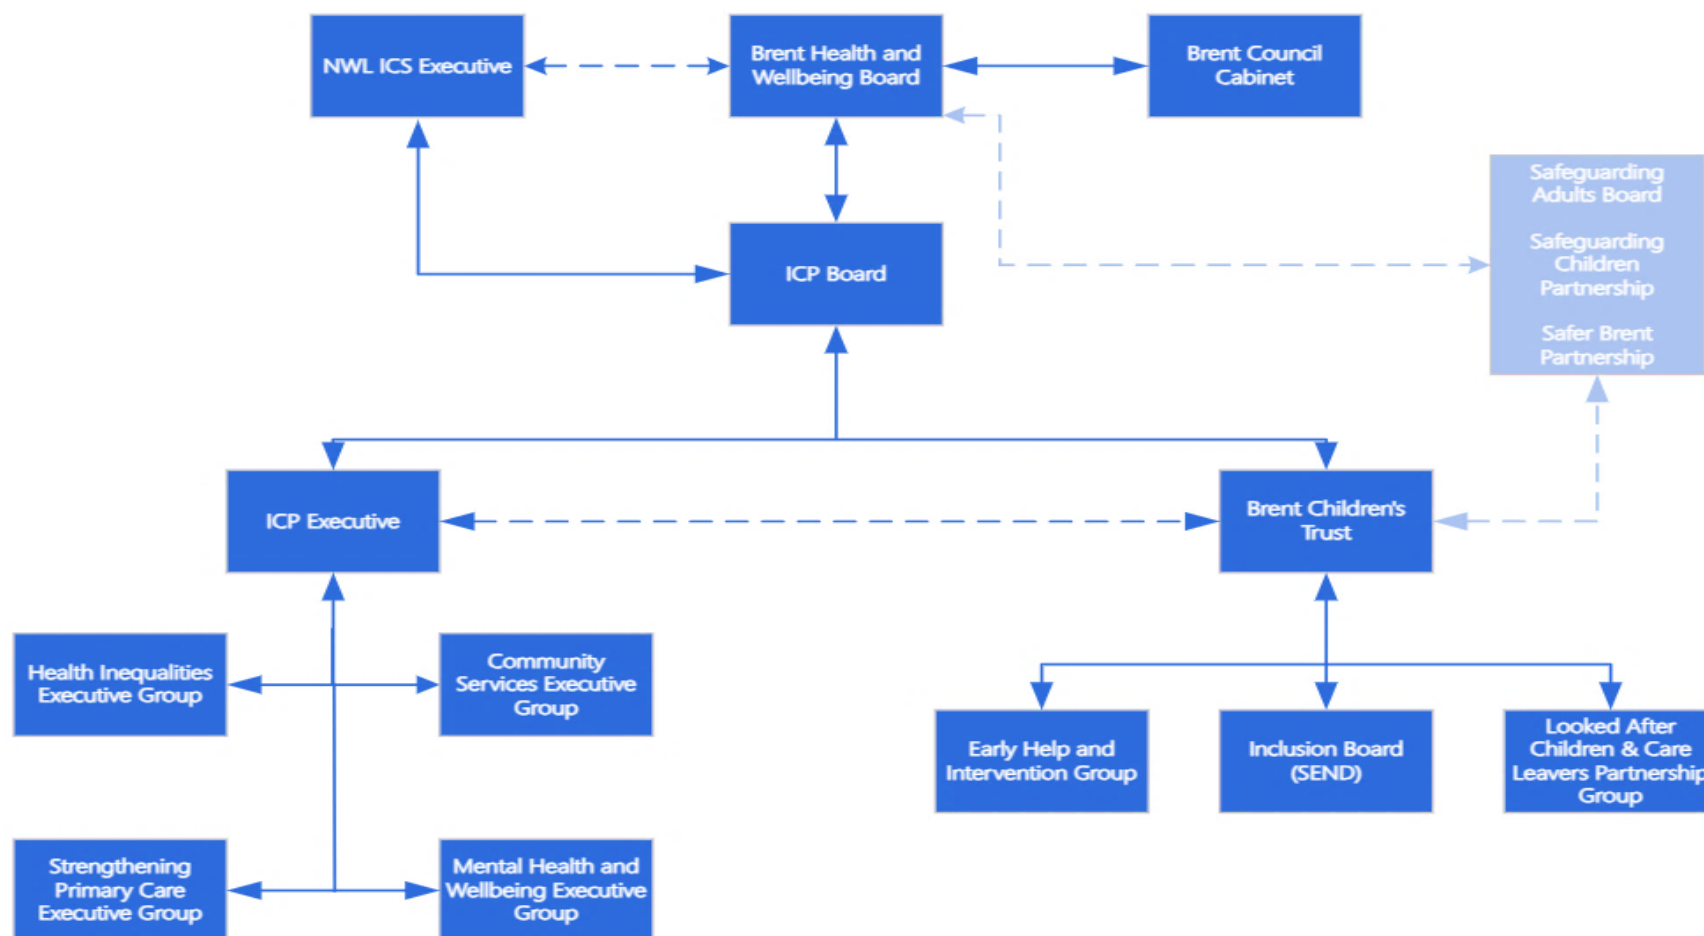 NWL ICS Executive
Brent Health and
Wellbeing Board
Brent Council
Cabinet
Safeguarding
Adults Board
Safeguarding
Children
Partnership
Safer Brent
Partnership
ICP Board
ICP Executive
Brent Children's
Trust
Health Inequalities
Executive Group
Community
Services Executive
Group
Early Help and
Intervention Group
Inclusion Board
(SEND)
Looked After
Children & Care
Leavers Partnership
Group
Strengthening
Primary Care
Executive Group
Mental Health and
Wellbeing Executive
Group